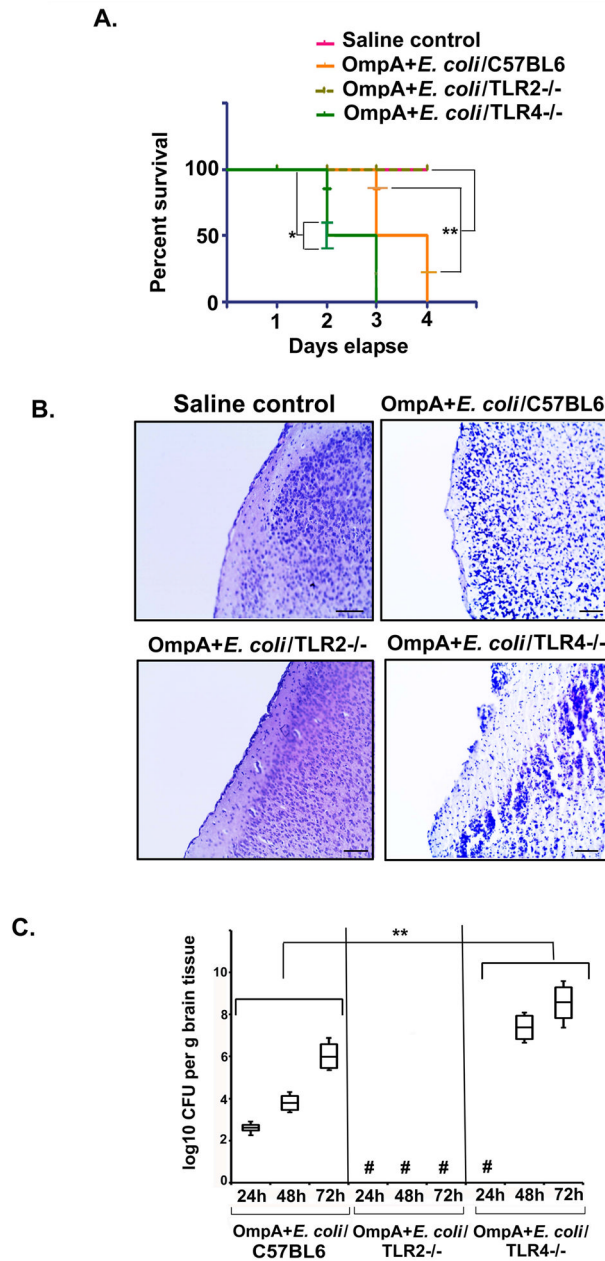 A.
Saline control
OmpA+E. coli/C57BL6
OmpA+E. coli/TLR2-/-
OmpA+E. coli/TLR4-/-
Percent survival
100
50
0
*
**
1 2 3 4
Days elapse
B.
Saline control OmpA+E. coli/C57BL6
OmpA+E. coli/TLR2-/- OmpA+E. coli/TLR4-/-
C.
**
log10 CFU per g brain tissue
10
8
6
4
2
0
# # # #
24h 48h 72h 24h 48h 72h 24h 48h 72h
OmpA+E. coli/ OmpA+E. coli/ OmpA+E. coli/
C57BL6 TLR2-/- TLR4-/-